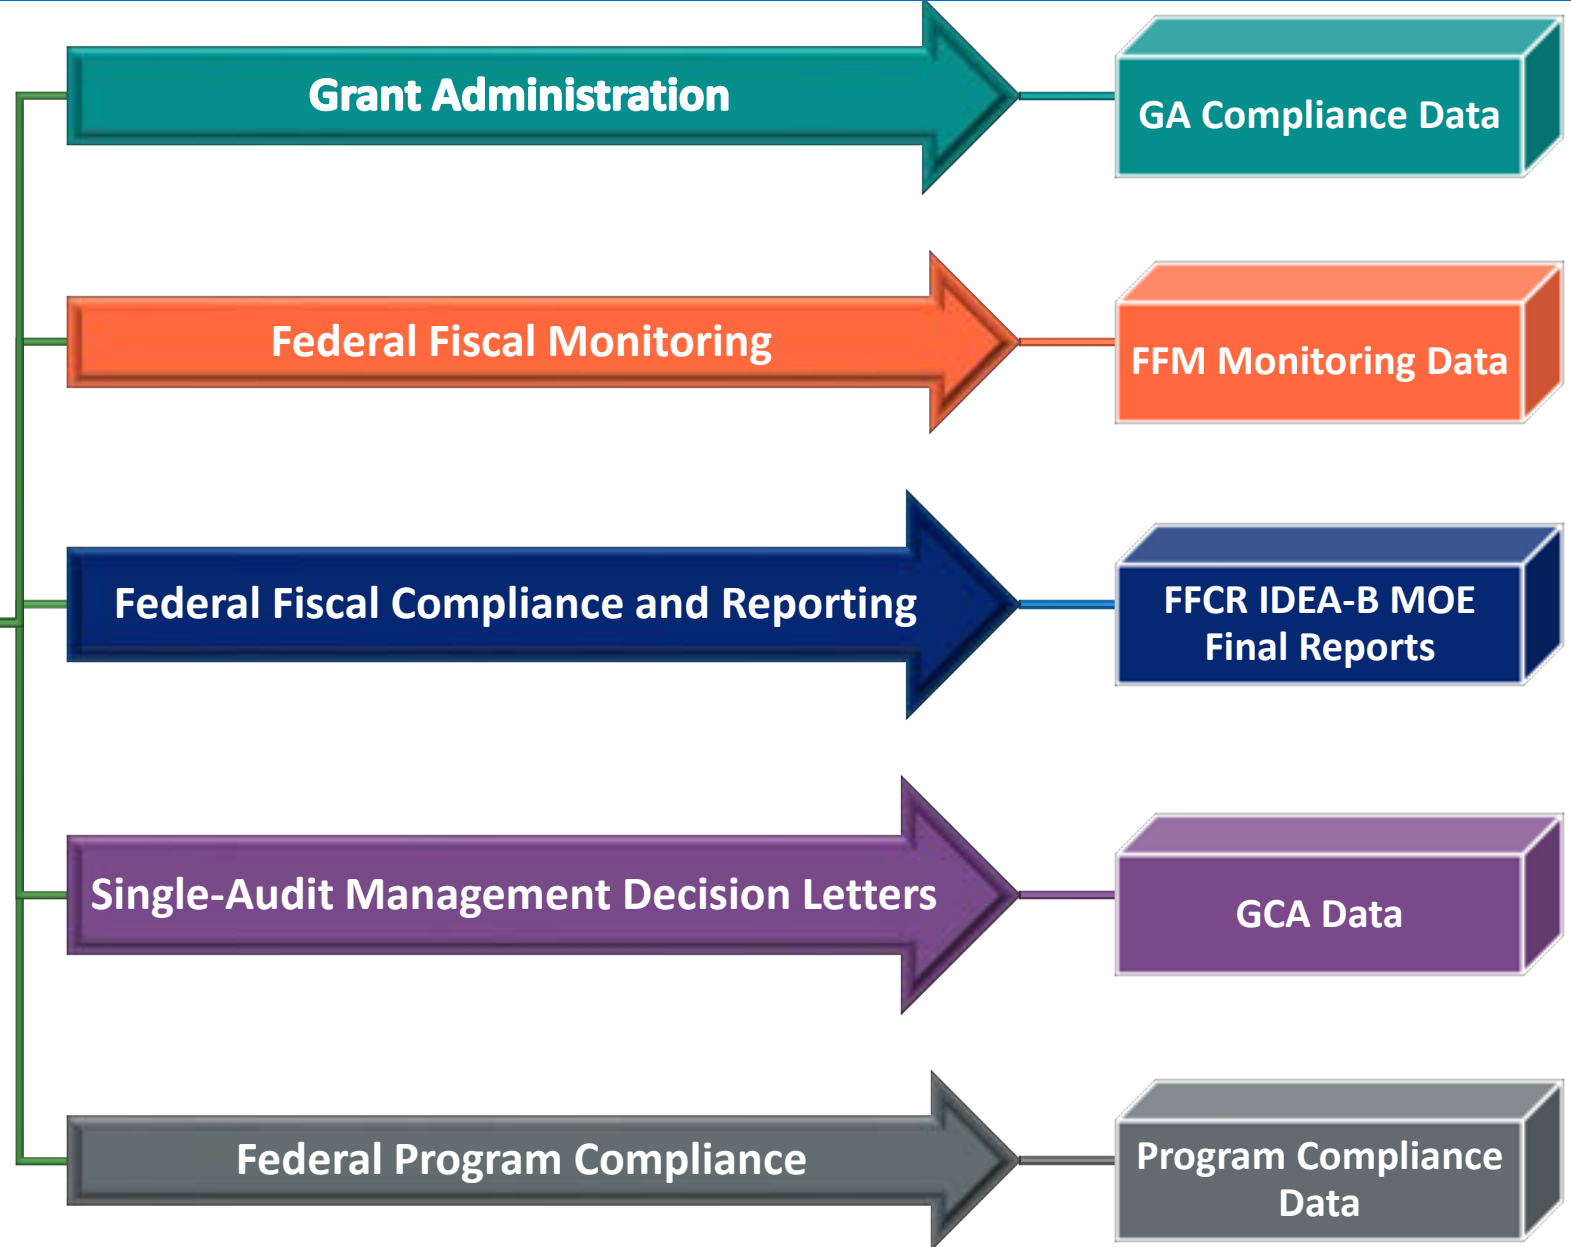 Grant Administration
GA Compliance Data
Federal Fiscal Monitoring
FFM Monitoring Data
Federal Fiscal Compliance and Reporting
FFCR IDEA-B MOE
Final Reports
Single-Audit Management Decision Letters
GCA Data
Federal Program Compliance
Program Compliance
Data